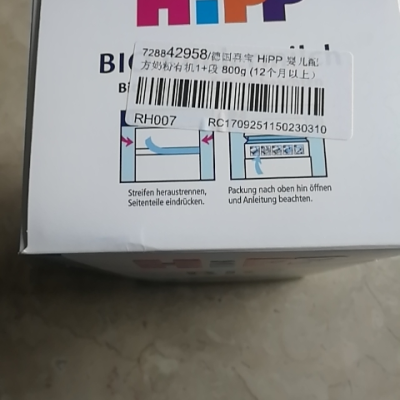 HiPP
728842958/德国喜宝 HiPP 婴儿配
方奶粉有机1+段 800g (12个月以上）
RH007 RC1709251150230310
Streifen heraustrennen,
Seitenteile eindrücken.
Packung nach oben hin öffnen
und Anleitung beachten.